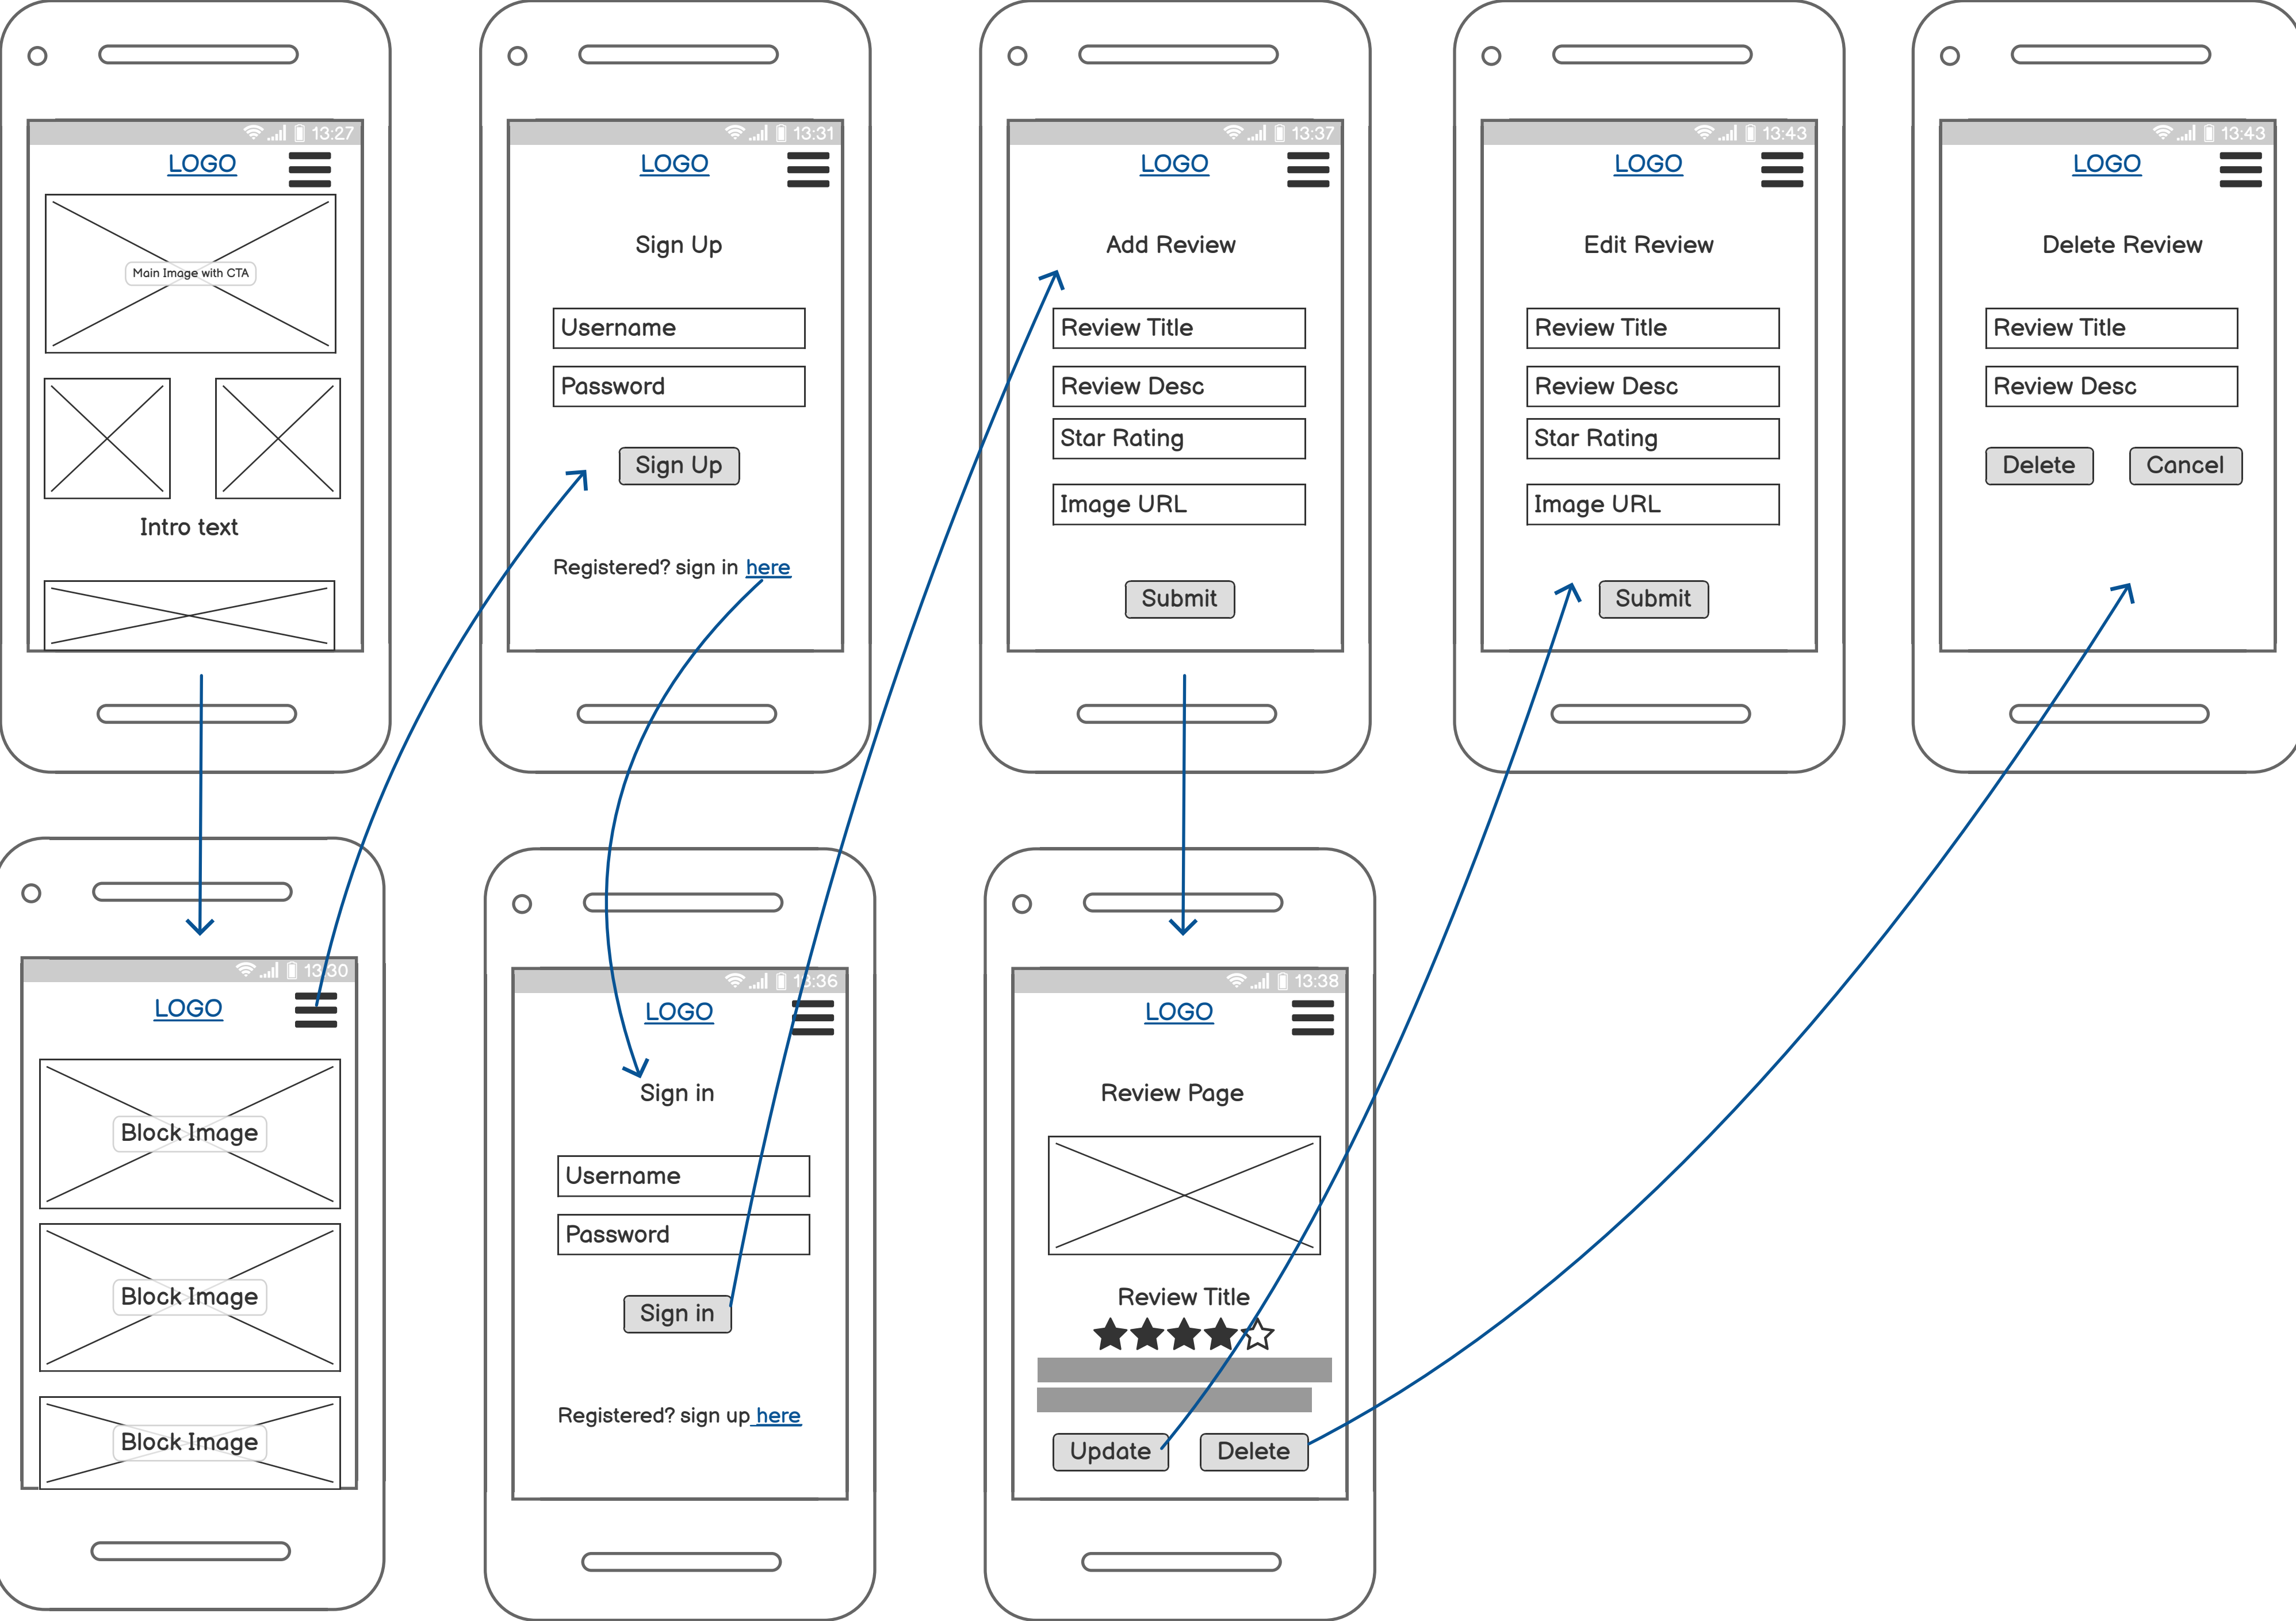 13:27
LOGO
Main Image with CTA
Intro text
13:31
LOGO
Sign Up
Username
Password
Sign Up
Registered? sign in here
13:37
LOGO
Add Review
Review Title
Review Desc
Star Rating
Image URL
Submit
13:43
LOGO
Edit Review
Review Title
Review Desc
Star Rating
Image URL
Submit
13:43
LOGO
Delete Review
Review Title
Review Desc
Delete Cancel
13:30
LOGO
Block Image
Block Image
Block Image
13:36
LOGO
Sign in
Username
Password
Sign in
Registered? sign up here
13:38
LOGO
Review Page
Review Title
Update Delete